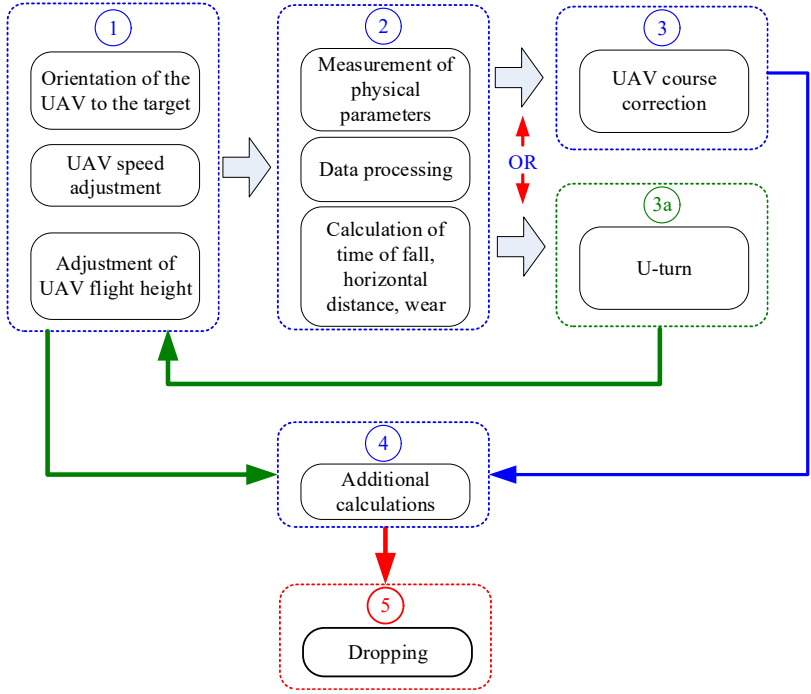 1
Orientation of the
UAV to the target
UAV speed
adjustment
Adjustment of
UAV flight height
2
Measurement of
physical
parameters
Data processing
Calculation of
time of fall,
horizontal
distance, wear
3
UAV course
correction
OR
3a
U-turn
4
Additional
calculations
5
Dropping